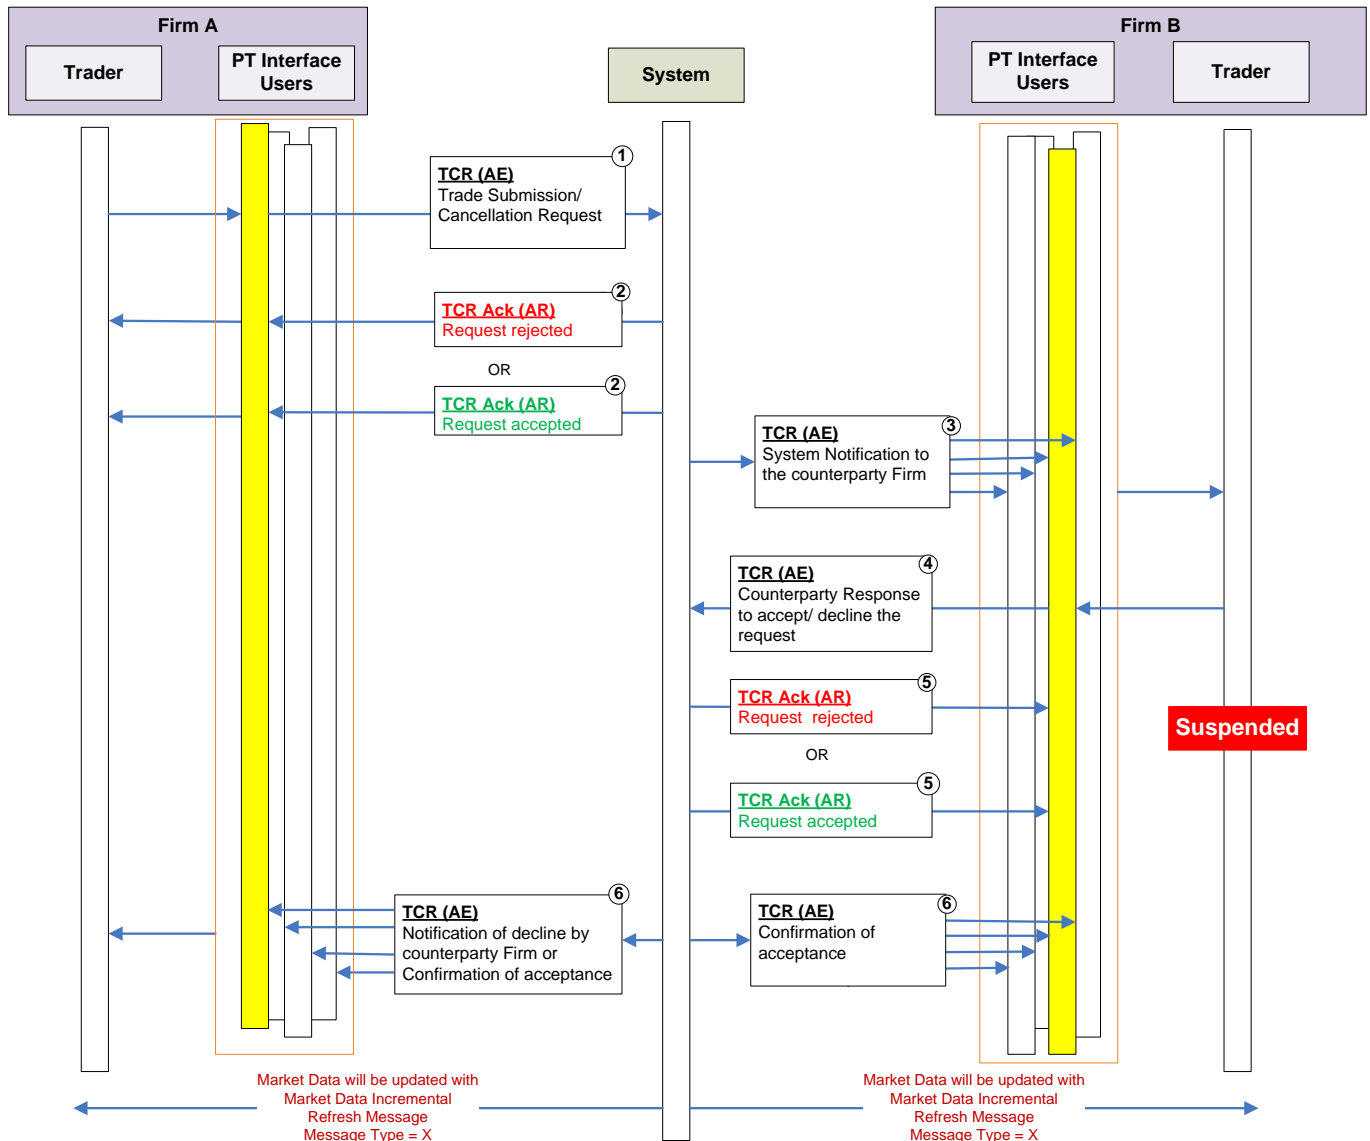 Firm A
Firm B
Trader
PT Interface
Users
System
PT Interface
Users
Trader
1
TCR (AE)
Trade Submission/
Cancellation Request
2
TCR Ack (AR)
Request rejected
OR
2
TCR Ack (AR)
Request accepted
3
TCR (AE)
System Notification to
the counterparty Firm
4
TCR (AE)
Counterparty Response
to accept/ decline the
request
5
TCR Ack (AR)
Request  rejected
Suspended
OR
5
TCR Ack (AR)
Request accepted
6
TCR (AE)
Notification of decline by
counterparty Firm or
Confirmation of acceptance
6
TCR (AE)
Confirmation of
acceptance
Market Data will be updated with
Market Data Incremental
Refresh Message
Message Type = X
Market Data will be updated with
Market Data Incremental
Refresh Message
Message Type = X